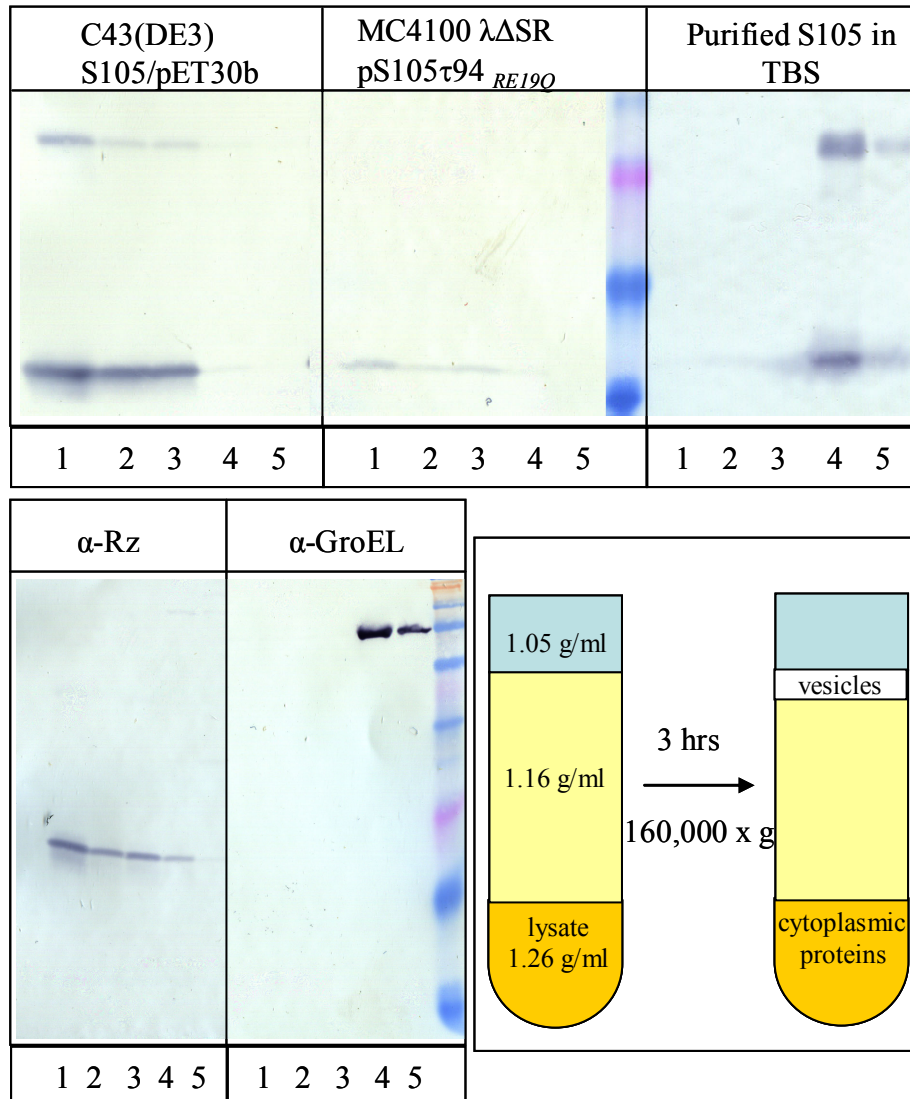 C43(DE3)
S105/pET30b
MC4100 λΔSR
pS105τ94 RE19Q
Purified S105 in
TBS
1 2 3 4 5
1 2 3 4 5
1 2 3 4 5
α-Rz
α-GroEL
1 2 3 4 5
1 2 3 4 5
1.05 g/ml
1.16 g/ml
lysate
1.26 g/ml
3 hrs
160,000 x g
vesicles
cytoplasmic
proteins